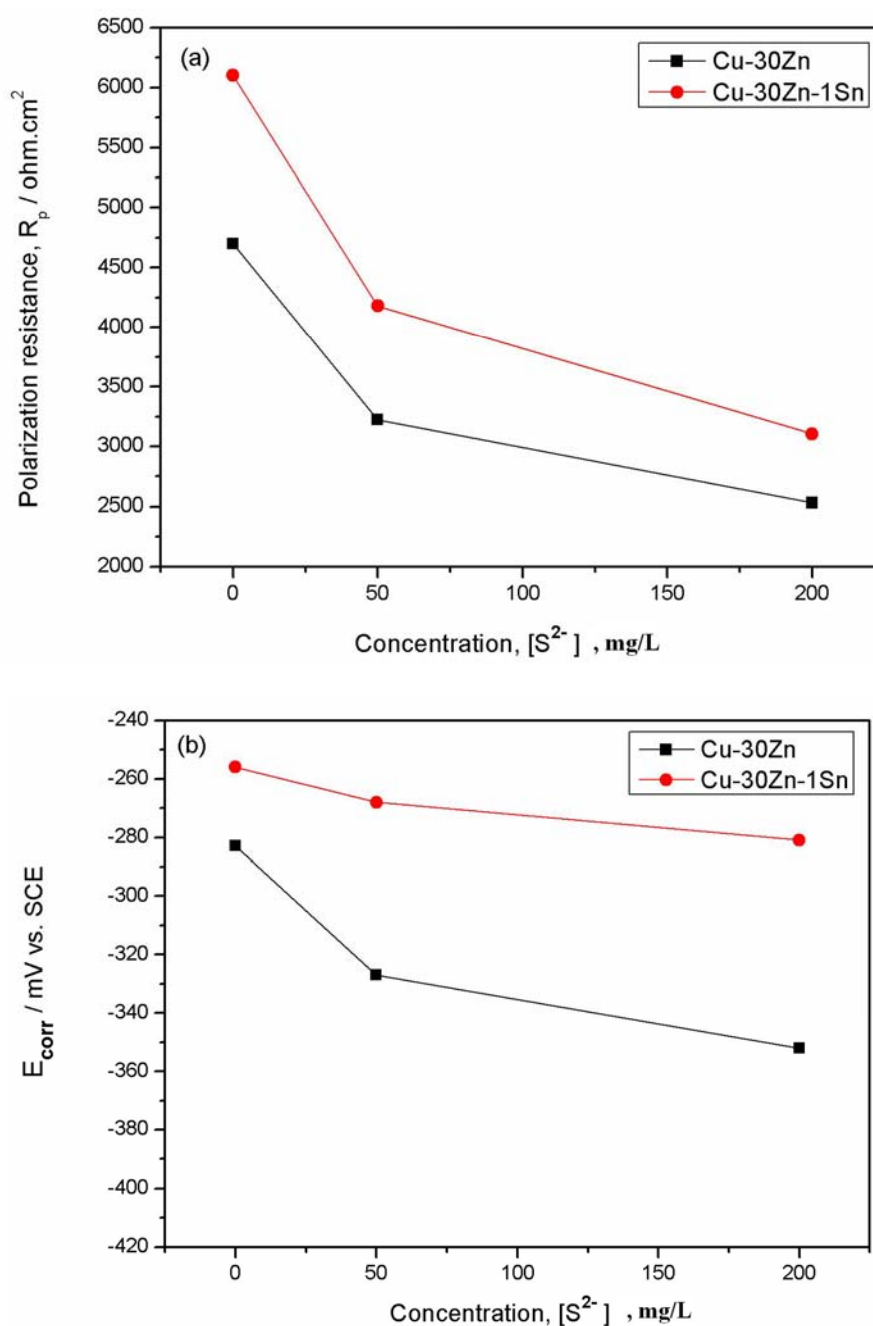 (a)
Cu-30Zn
Cu-30Zn-1Sn
Polarization resistance, Rp / ohm.cm²
6500
6000
5500
5000
4500
4000
3500
3000
2500
2000
0 50 100 150 200
Concentration, [S²⁻] , mg/L
(b)
Cu-30Zn
Cu-30Zn-1Sn
Ecorr / mV vs. SCE
-240
-260
-280
-300
-320
-340
-360
-380
-400
-420
0 50 100 150 200
Concentration, [S²⁻] , mg/L